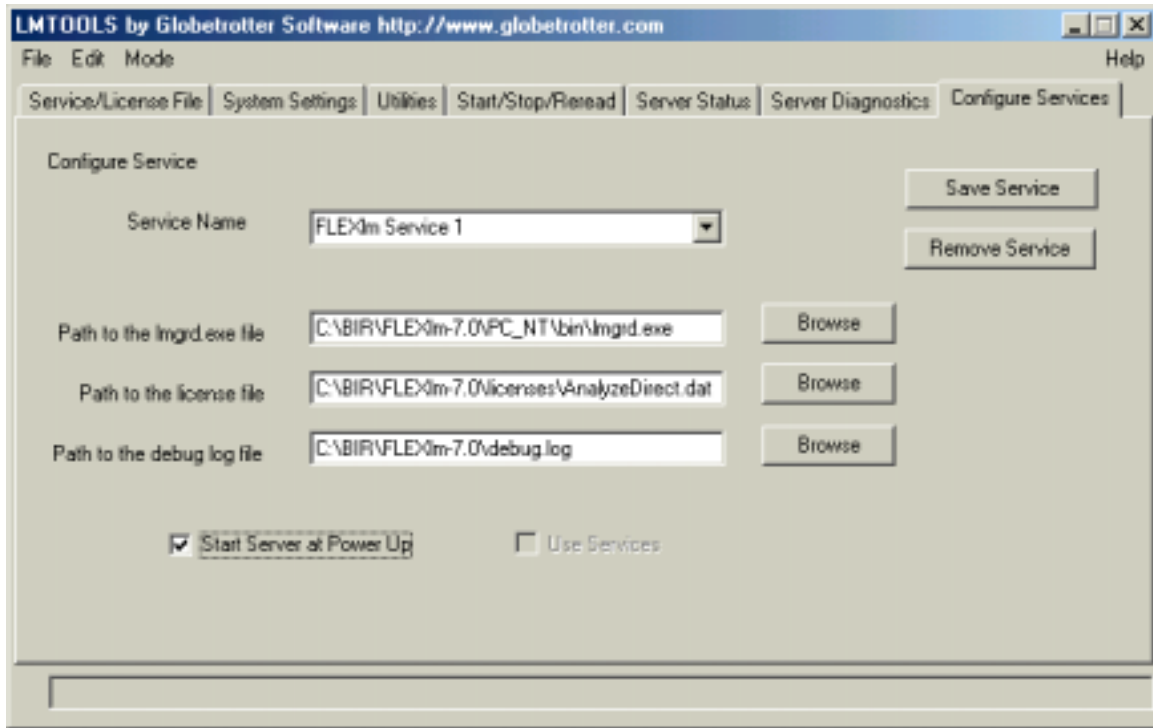 LMTOOLS by Globetrotter Software http://www.globetrotter.com
File Edit Mode Help
Service/License File System Settings Utilities Start/Stop/Reread Server Status Server Diagnostics Configure Services
Configure Service
Save Service
Service Name FLEXlm Service 1
Remove Service
Path to the lmgrd.exe file C:\BIR\FLEXlm-7.0\PC_NT\bin\lmgrd.exe Browse
Path to the license file C:\BIR\FLEXlm-7.0\licenses\AnalyzeDirect.dat Browse
Path to the debug log file C:\BIR\FLEXlm-7.0\debug.log Browse
Start Server at Power Up Use Services